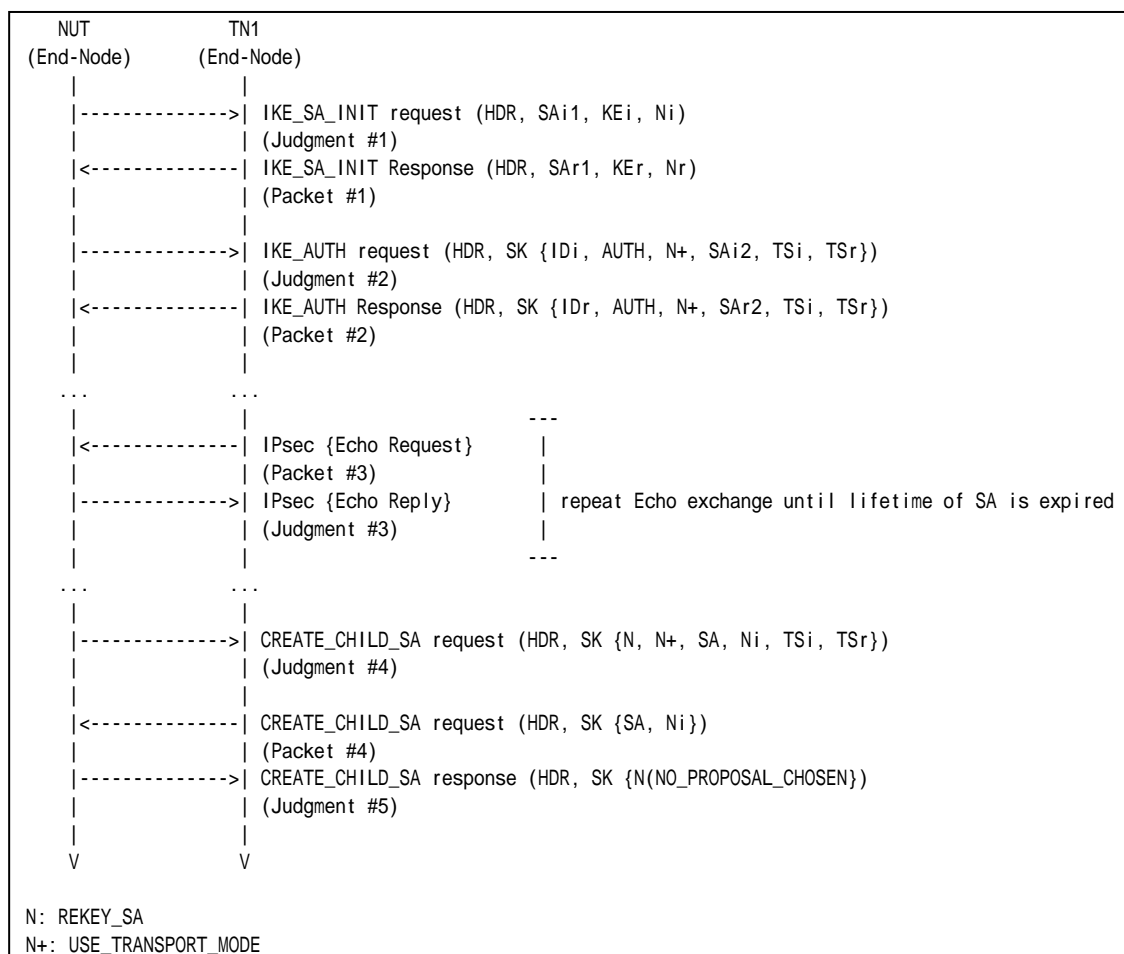 NUT TN1
(End-Node) (End-Node)
| |
|-------------->| IKE_SA_INIT request (HDR, SAi1, KEi, Ni)
| | (Judgment #1)
|<--------------| IKE_SA_INIT Response (HDR, SAr1, KEr, Nr)
| | (Packet #1)
| |
|-------------->| IKE_AUTH request (HDR, SK {IDi, AUTH, N+, SAi2, TSi, TSr})
| | (Judgment #2)
|<--------------| IKE_AUTH Response (HDR, SK {IDr, AUTH, N+, SAr2, TSi, TSr})
| | (Packet #2)
| |
... ...
| | ---
|<--------------| IPsec {Echo Request} |
| | (Packet #3) |
|-------------->| IPsec {Echo Reply} | repeat Echo exchange until lifetime of SA is expired
| | (Judgment #3) |
| | ---
... ...
| |
|-------------->| CREATE_CHILD_SA request (HDR, SK {N, N+, SA, Ni, TSi, TSr})
| | (Judgment #4)
| |
|<--------------| CREATE_CHILD_SA request (HDR, SK {SA, Ni})
| | (Packet #4)
|-------------->| CREATE_CHILD_SA response (HDR, SK {N(NO_PROPOSAL_CHOSEN})
| | (Judgment #5)
| |
V V
N: REKEY_SA
N+: USE_TRANSPORT_MODE